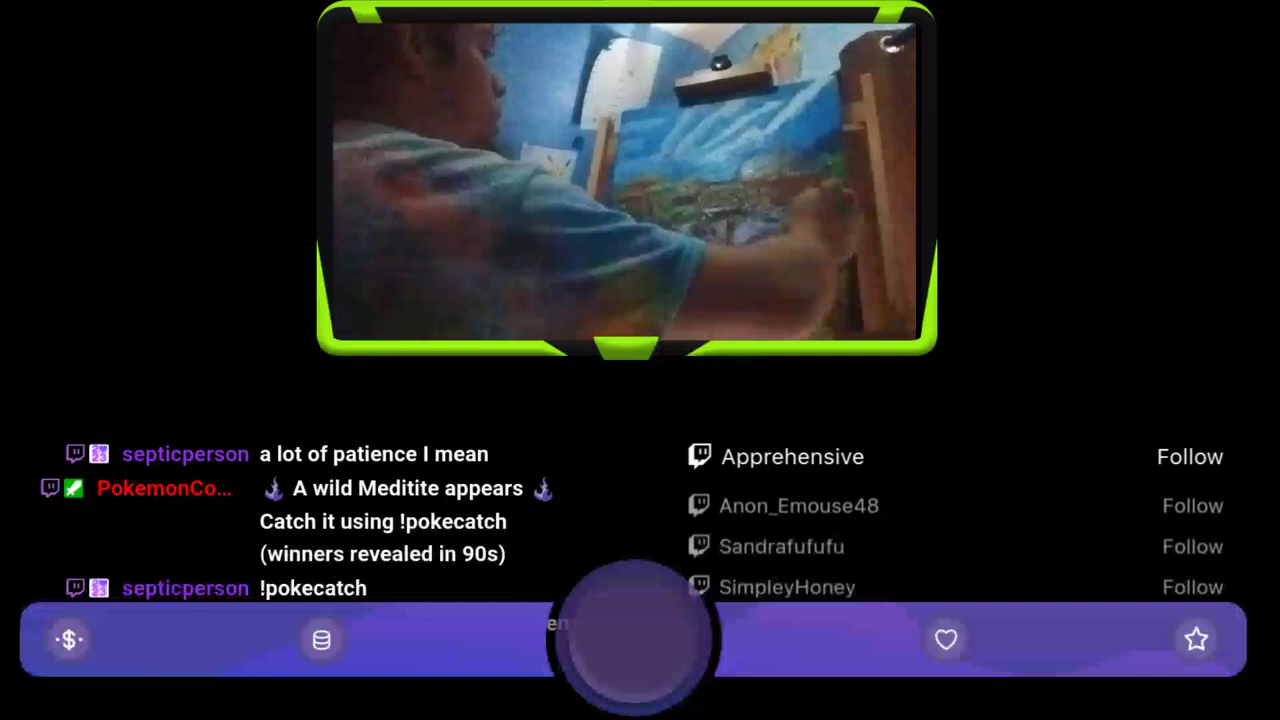 septicperson a lot of patience I mean
PokemonCo... A wild Meditite appears
Catch it using !pokecatch
(winners revealed in 90s)
septicperson !pokecatch
en
Apprehensive Follow
Anon_Emouse48 Follow
Sandrafufufu Follow
SimpleyHoney Follow